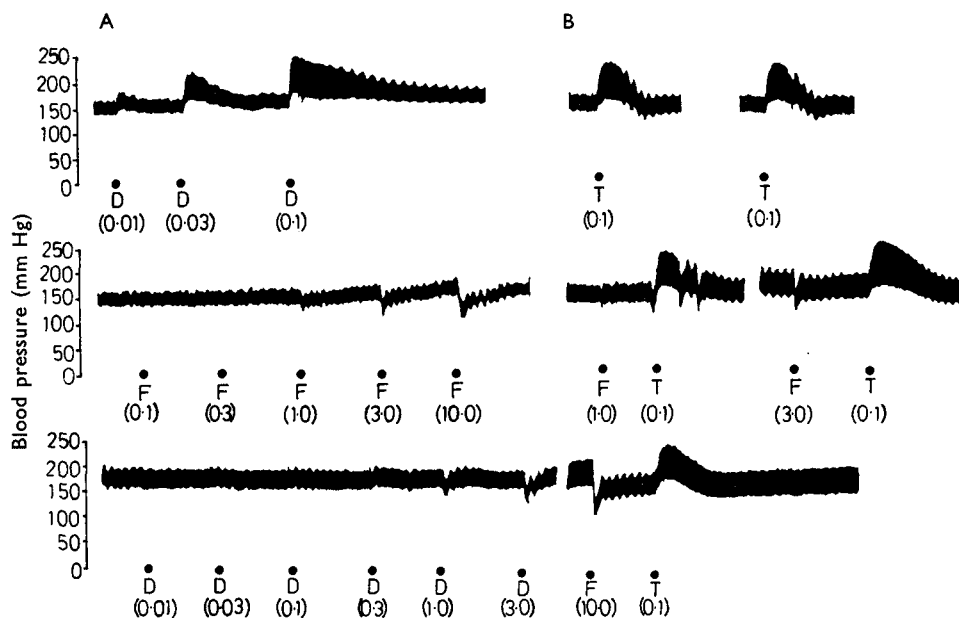 A B
250
200
150
100
50
0
D D D T T
(0·01) (0·03) (0·1) (0·1) (0·1)
Blood pressure (mm Hg)
250
200
150
100
50
0
F F F F F F T F T
(0·1) (0·3) (1·0) (3·0) (10·0) (1·0) (0·1) (3·0) (0·1)
250
200
150
100
50
0
D D D D D D F T
(0·01) (0·03) (0·1) (0·3) (1·0) (3·0) (10·0) (0·1)